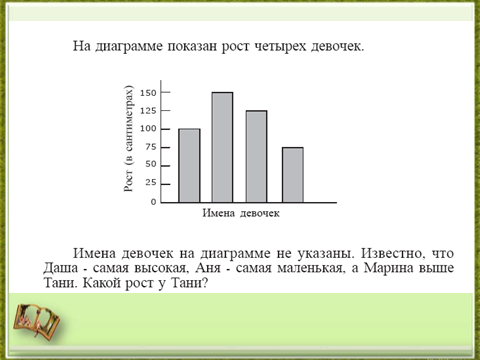 На диаграмме показан рост четырех девочек.
Рост (в сантиметрах)
150
125
100
75
50
25
0
Имена девочек
Имена девочек на диаграмме не указаны. Известно, что
Даша - самая высокая, Аня - самая маленькая, а Марина выше
Тани. Какой рост у Тани?